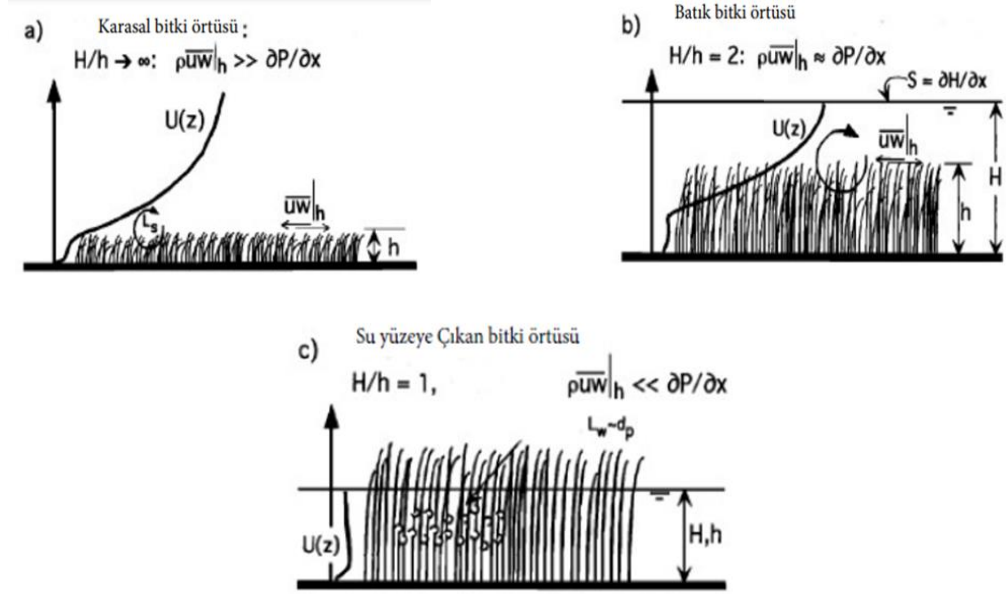 a) Karasal bitki örtüsü :
H/h → ∞: ρuw|h >> ∂P/∂x
U(z)
Ls
uw|h
h
b) Batık bitki örtüsü
H/h = 2: ρuw|h ≈ ∂P/∂x
S = ∂H/∂x
U(z)
uw|h
H
h
c) Su yüzeye Çıkan bitki örtüsü
H/h = 1, ρuw|h << ∂P/∂x
Lw~dp
U(z)
H,h